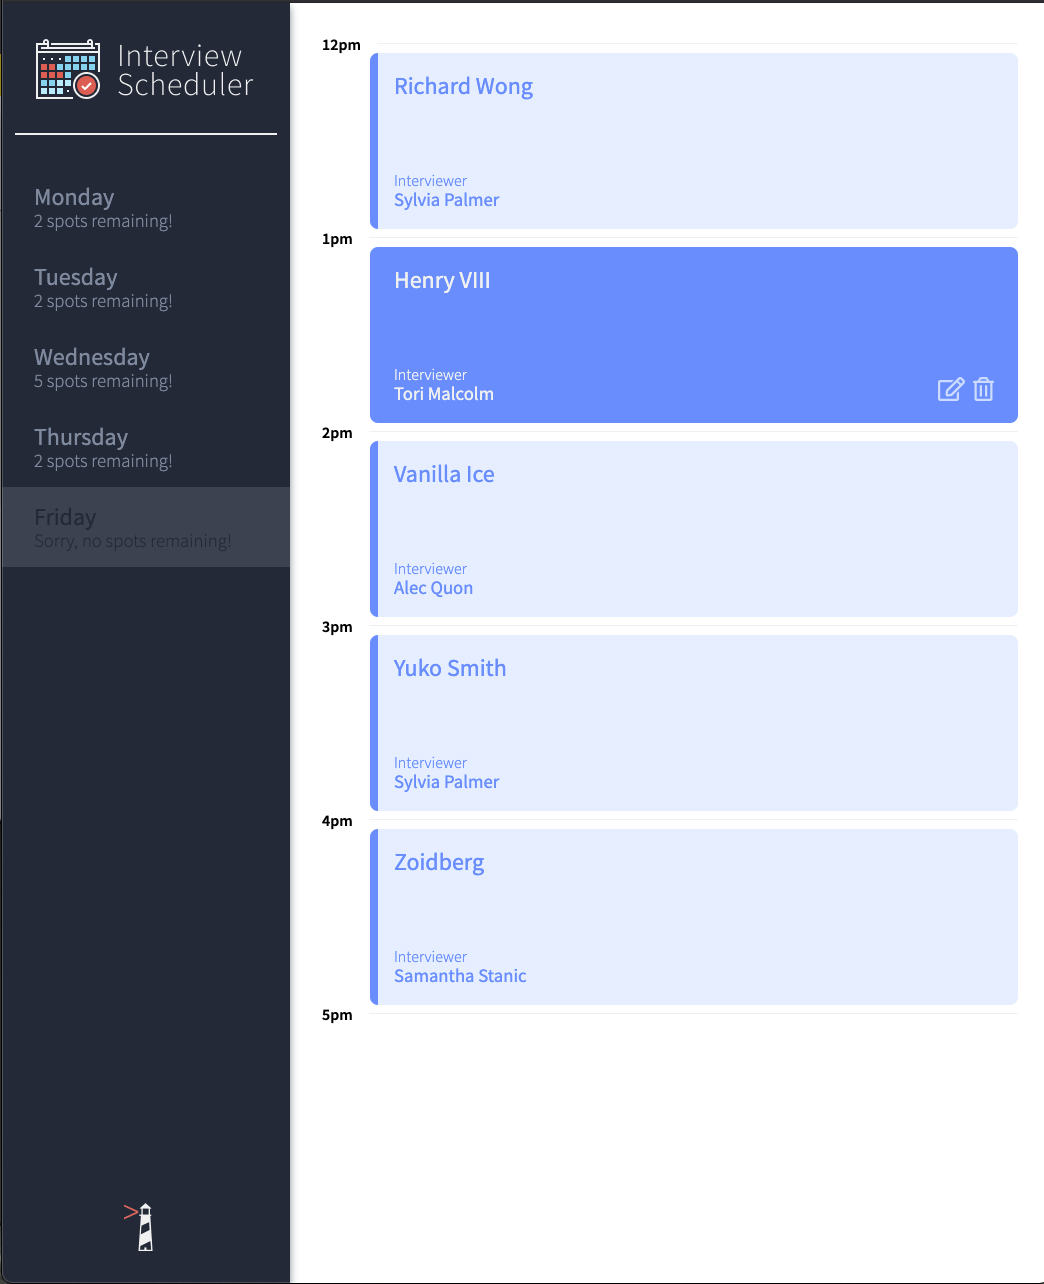 Interview
Scheduler
Monday
2 spots remaining!
Tuesday
2 spots remaining!
Wednesday
5 spots remaining!
Thursday
2 spots remaining!
Friday
Sorry, no spots remaining!
12pm
Richard Wong
Interviewer
Sylvia Palmer
1pm
Henry VIII
Interviewer
Tori Malcolm
2pm
Vanilla Ice
Interviewer
Alec Quon
3pm
Yuko Smith
Interviewer
Sylvia Palmer
4pm
Zoidberg
Interviewer
Samantha Stanic
5pm